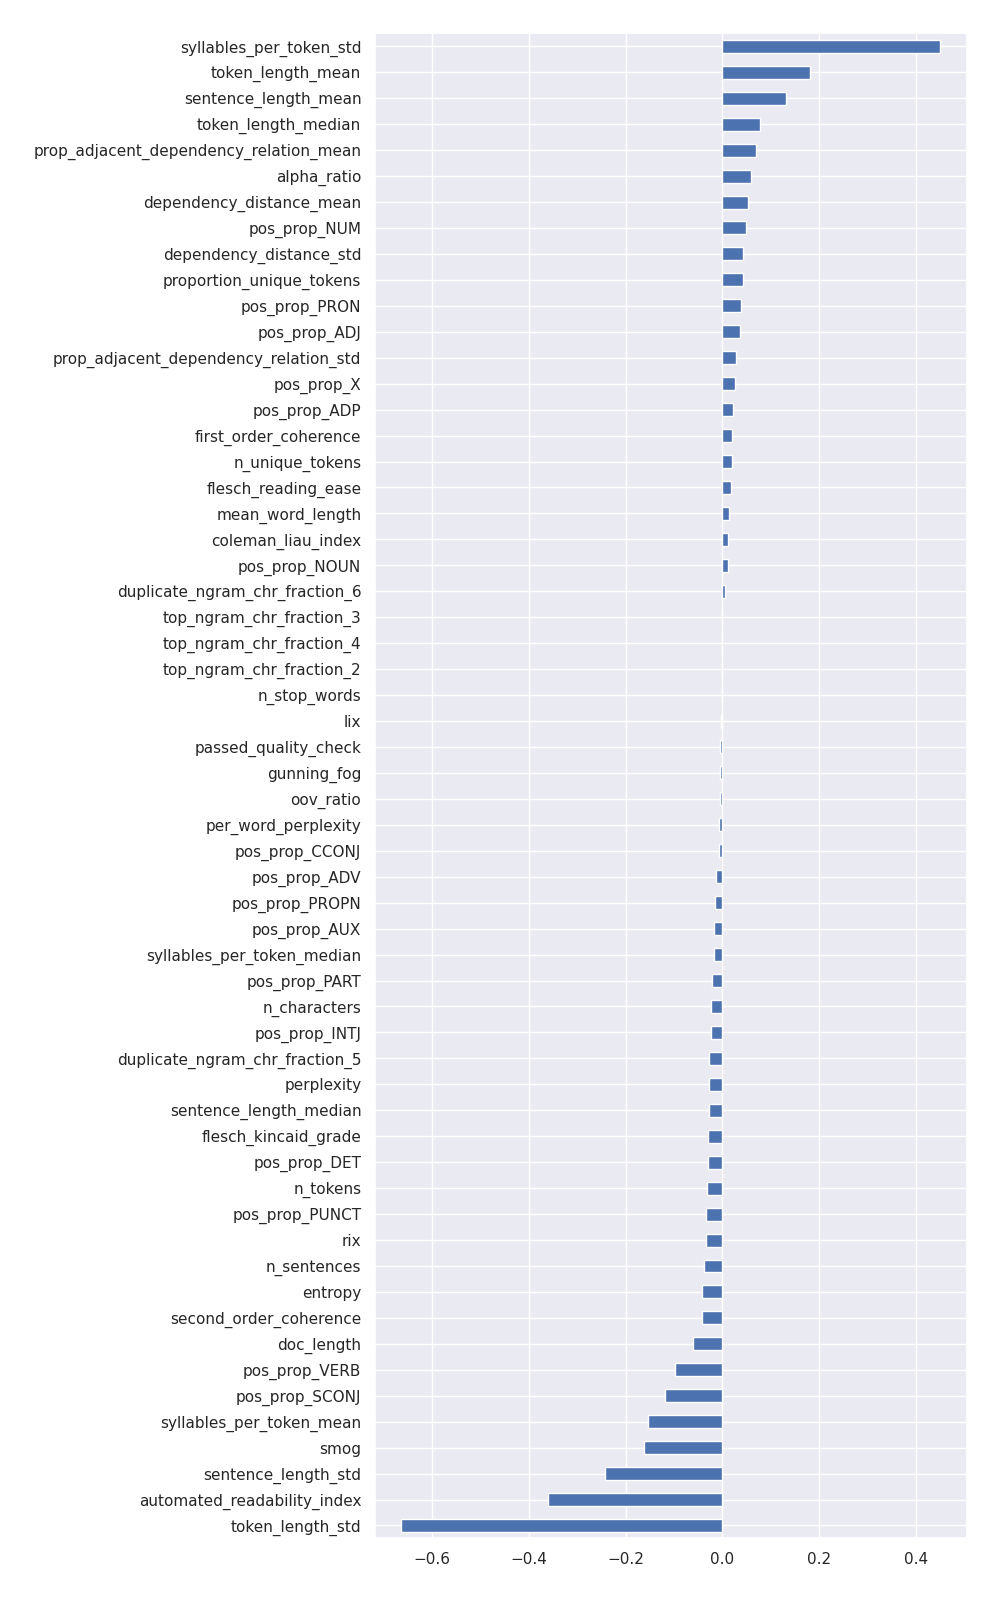 syllables_per_token_std
token_length_mean
sentence_length_mean
token_length_median
prop_adjacent_dependency_relation_mean
alpha_ratio
dependency_distance_mean
pos_prop_NUM
dependency_distance_std
proportion_unique_tokens
pos_prop_PRON
pos_prop_ADJ
prop_adjacent_dependency_relation_std
pos_prop_X
pos_prop_ADP
first_order_coherence
n_unique_tokens
flesch_reading_ease
mean_word_length
coleman_liau_index
pos_prop_NOUN
duplicate_ngram_chr_fraction_6
top_ngram_chr_fraction_3
top_ngram_chr_fraction_4
top_ngram_chr_fraction_2
n_stop_words
lix
passed_quality_check
gunning_fog
oov_ratio
per_word_perplexity
pos_prop_CCONJ
pos_prop_ADV
pos_prop_PROPN
pos_prop_AUX
syllables_per_token_median
pos_prop_PART
n_characters
pos_prop_INTJ
duplicate_ngram_chr_fraction_5
perplexity
sentence_length_median
flesch_kincaid_grade
pos_prop_DET
n_tokens
pos_prop_PUNCT
rix
n_sentences
entropy
second_order_coherence
doc_length
pos_prop_VERB
pos_prop_SCONJ
syllables_per_token_mean
smog
sentence_length_std
automated_readability_index
token_length_std
−0.6 −0.4 −0.2 0.0 0.2 0.4